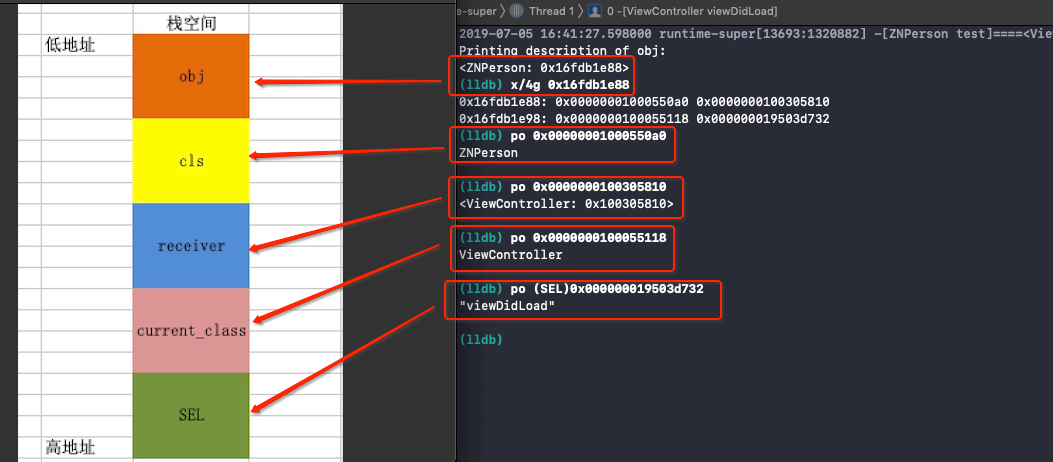 栈空间
低地址
obj
cls
receiver
current_class
SEL
高地址
e-super 〉 Thread 1 〉 0 -[ViewController viewDidLoad]
2019-07-05 16:41:27.598000 runtime-super[13693:1320882] -[ZNPerson test]====<Vie
Printing description of obj:
<ZNPerson: 0x16fdb1e88>
(lldb) x/4g 0x16fdb1e88
0x16fdb1e88: 0x00000001000550a0 0x0000000100305810
0x16fdb1e98: 0x0000000100055118 0x000000019503d732
(lldb) po 0x00000001000550a0
ZNPerson
(lldb) po 0x0000000100305810
<ViewController: 0x100305810>
(lldb) po 0x0000000100055118
ViewController
(lldb) po (SEL)0x000000019503d732
"viewDidLoad"
(lldb)